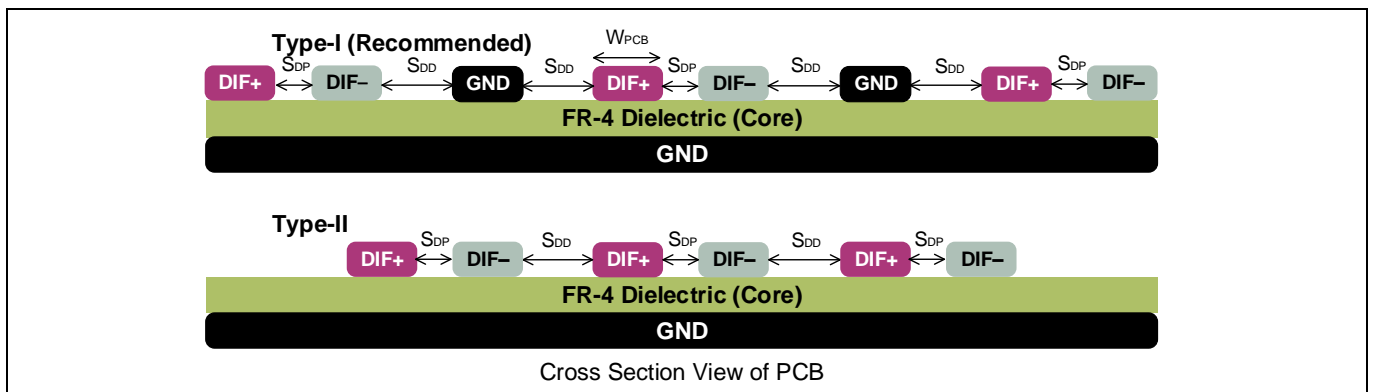 Type-I (Recommended)
WPCB
SDP SDD SDD SDP SDD SDD SDP
DIF+ DIF– GND DIF+ DIF– GND DIF+ DIF–
FR-4 Dielectric (Core)
GND
Type-II
SDP SDD SDP SDD SDP
DIF+ DIF– DIF+ DIF– DIF+ DIF–
FR-4 Dielectric (Core)
GND
Cross Section View of PCB